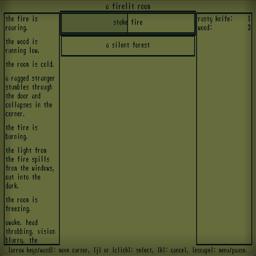 a firelit room
the fire is
roaring.
the wood is
running low.
the room is cold.
a ragged stranger
stumbles through
the door and
collapses in the
corner.
the fire is
burning.
the light from
the fire spills
from the windows,
out into the
dark.
the room is
freezing.
awake. head
throbbing. vision
blurry. the
stoke fire
a silent forest
rusty knife: 1
wood:
[arrow keys/wasd]: move cursor, [j] or [click]: select, [k]: cancel, [escape]: menu/pause